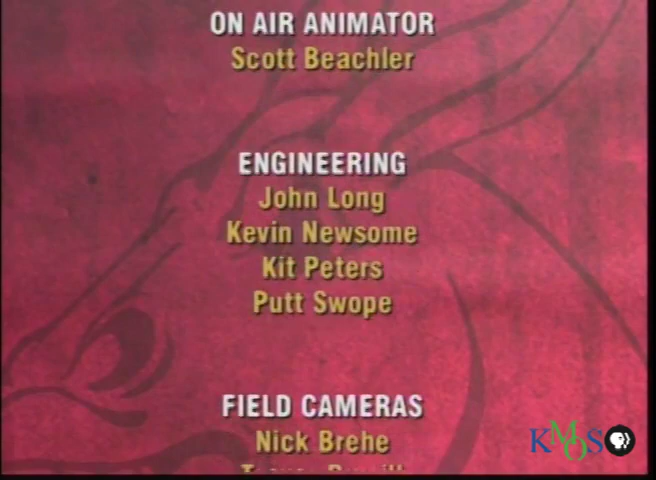 ON AIR ANIMATOR
Scott Beachler
ENGINEERING
John Long
Kevin Newsome
Kit Peters
Putt Swope
FIELD CAMERAS
Nick Brehe
KMOS